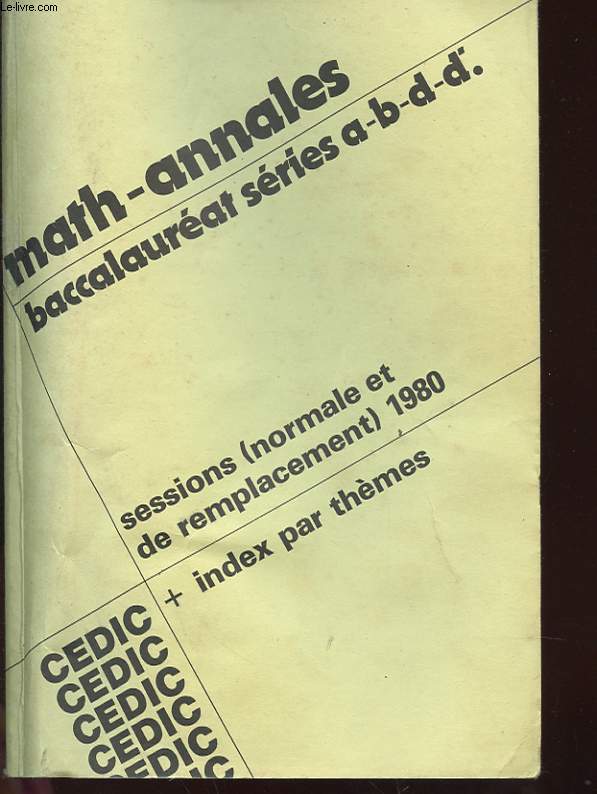 Le-livre.com
math-annales
baccalauréat séries a-b-d-d'.
sessions (normale et
de remplacement) 1980
+ index par thèmes
CEDIC
CEDIC
CEDIC
CEDIC
CEDIC